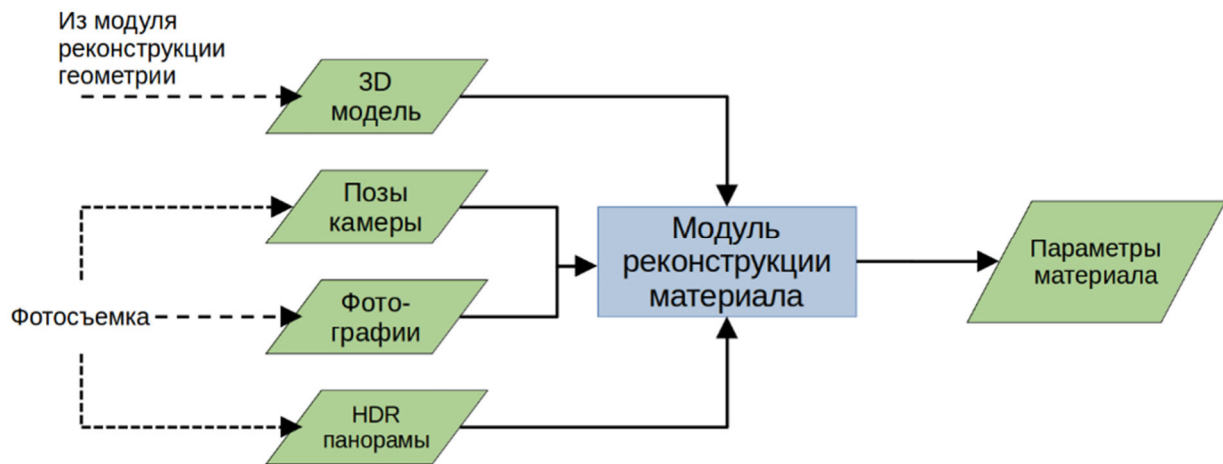 Из модуля
реконструкции
геометрии
3D
модель
Позы
камеры
Фотосъемка
Фото-
графии
HDR
панорамы
Модуль
реконструкции
материала
Параметры
материала